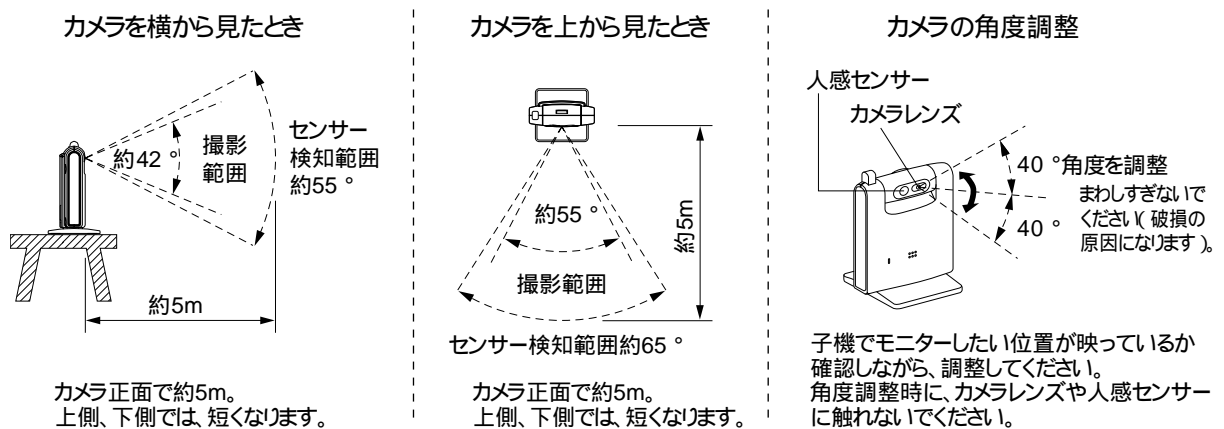 カメラを横から見たとき
約42°
撮影
範囲
センサー
検知範囲
約55°
約5m
カメラ正面で約5m。
上側、下側では、短くなります。
カメラを上から見たとき
約55°
撮影範囲
約5m
センサー検知範囲約65°
カメラ正面で約5m。
上側、下側では、短くなります。
カメラの角度調整
人感センサー
カメラレンズ
40°角度を調整
まわしすぎないで
ください(破損の
原因になります)。
40°
子機でモニターしたい位置が映っているか
確認しながら、調整してください。
角度調整時に、カメラレンズや人感センサー
に触れないでください。